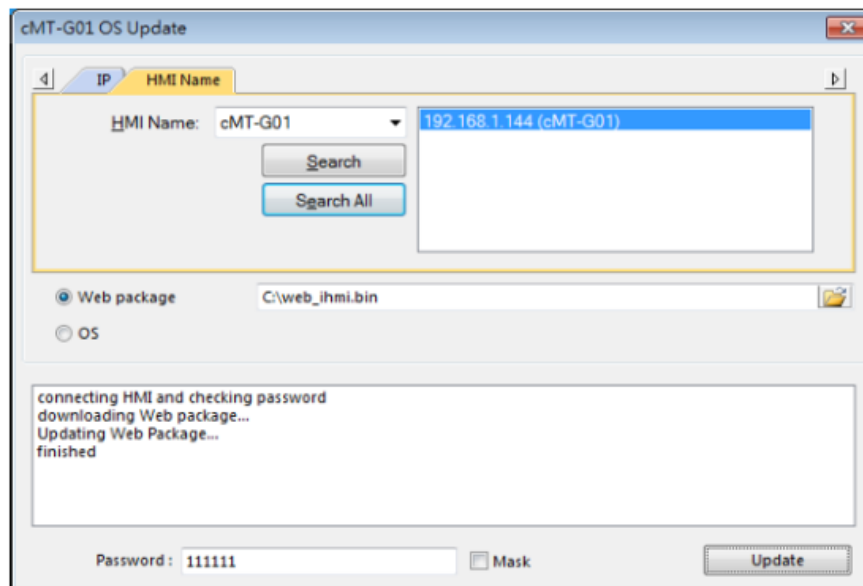 cMT-G01 OS Update
IP HMI Name
HMI Name: cMT-G01 192.168.1.144 (cMT-G01)
Search
Search All
Web package C:\web_ihmi.bin
OS
connecting HMI and checking password
downloading Web package...
Updating Web Package...
finished
Password : 111111 Mask Update